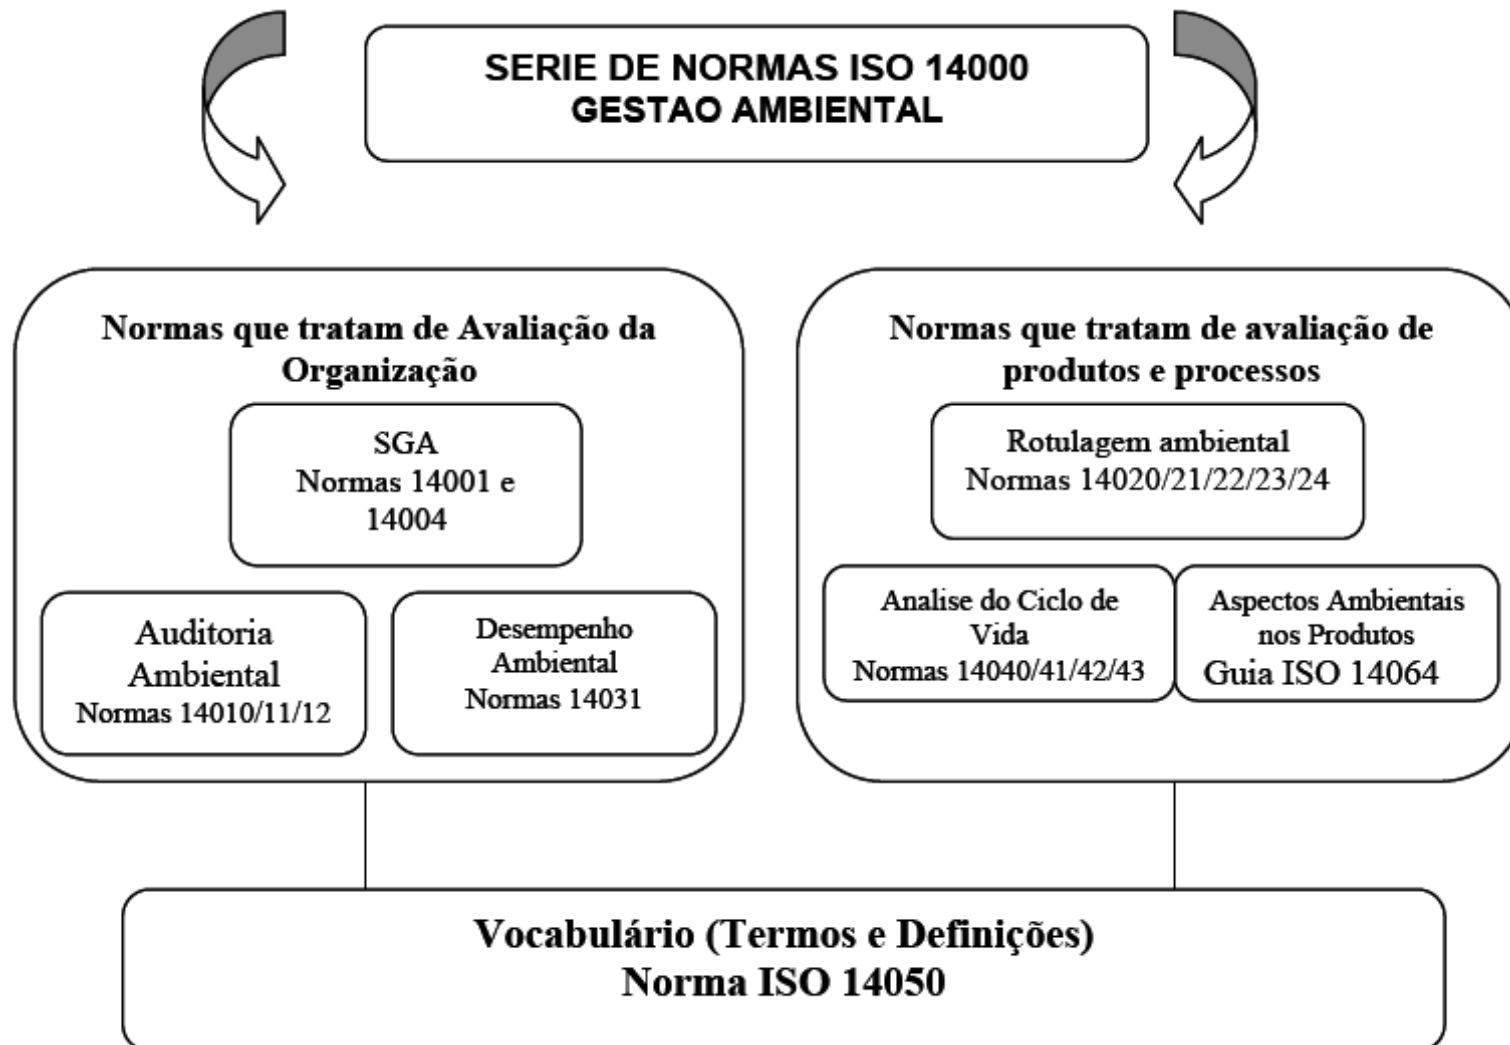 SERIE DE NORMAS ISO 14000
GESTAO AMBIENTAL
Normas que tratam de Avaliação da
Organização
SGA
Normas 14001 e
14004
Auditoria
Ambiental
Normas 14010/11/12
Desempenho
Ambiental
Normas 14031
Normas que tratam de avaliação de
produtos e processos
Rotulagem ambiental
Normas 14020/21/22/23/24
Analise do Ciclo de
Vida
Normas 14040/41/42/43
Aspectos Ambientais
nos Produtos
Guia ISO 14064
Vocabulário (Termos e Definições)
Norma ISO 14050